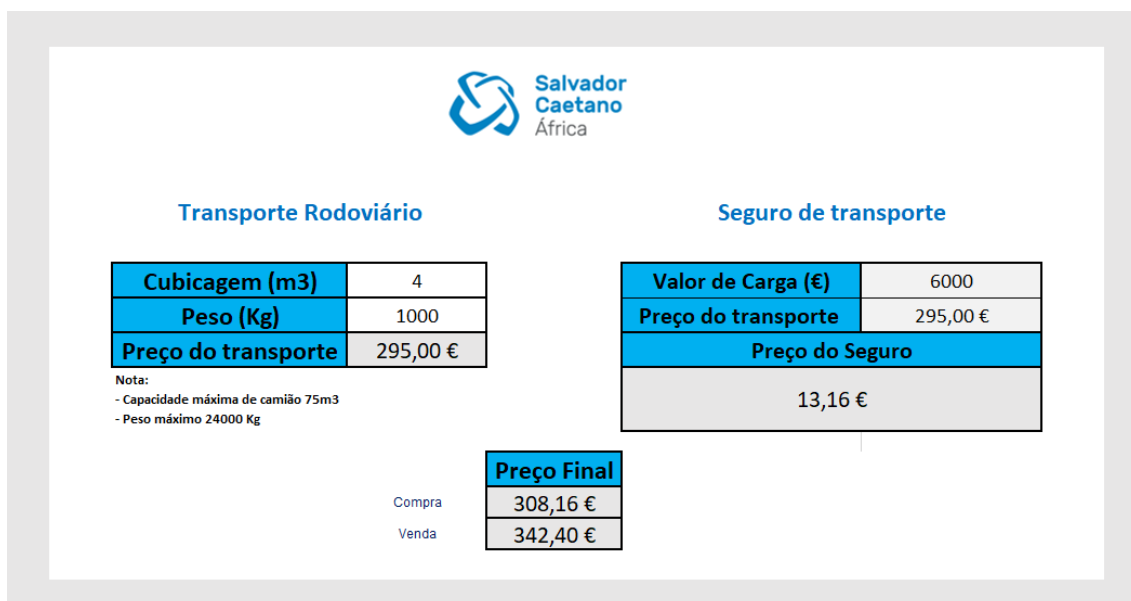 Salvador
Caetano
África
Transporte Rodoviário
Cubicagem (m3) 4
Peso (Kg) 1000
Preço do transporte 295,00 €
Nota:
- Capacidade máxima de camião 75m3
- Peso máximo 24000 Kg
Seguro de transporte
Valor de Carga (€) 6000
Preço do transporte 295,00 €
Preço do Seguro
13,16 €
Preço Final
Compra 308,16 €
Venda 342,40 €